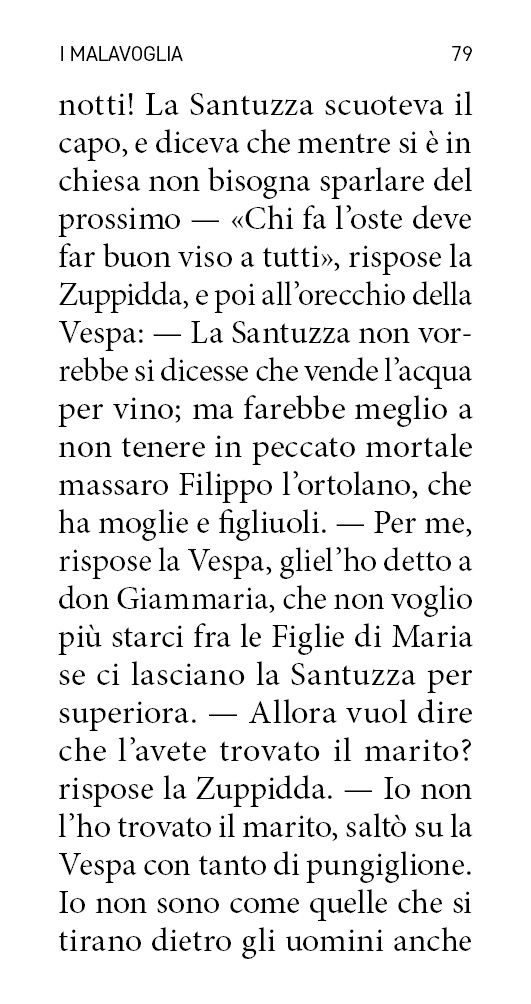 I MALAVOGLIA 79
notti! La Santuzza scuoteva il
capo, e diceva che mentre si è in
chiesa non bisogna sparlare del
prossimo — «Chi fa l’oste deve
far buon viso a tutti», rispose la
Zuppidda, e poi all’orecchio della
Vespa: — La Santuzza non vor-
rebbe si dicesse che vende l’acqua
per vino; ma farebbe meglio a
non tenere in peccato mortale
massaro Filippo l’ortolano, che
ha moglie e figliuoli. — Per me,
rispose la Vespa, gliel’ho detto a
don Giammaria, che non voglio
più starci fra le Figlie di Maria
se ci lasciano la Santuzza per
superiora. — Allora vuol dire
che l’avete trovato il marito?
rispose la Zuppidda. — Io non
l’ho trovato il marito, saltò su la
Vespa con tanto di pungiglione.
Io non sono come quelle che si
tirano dietro gli uomini anche